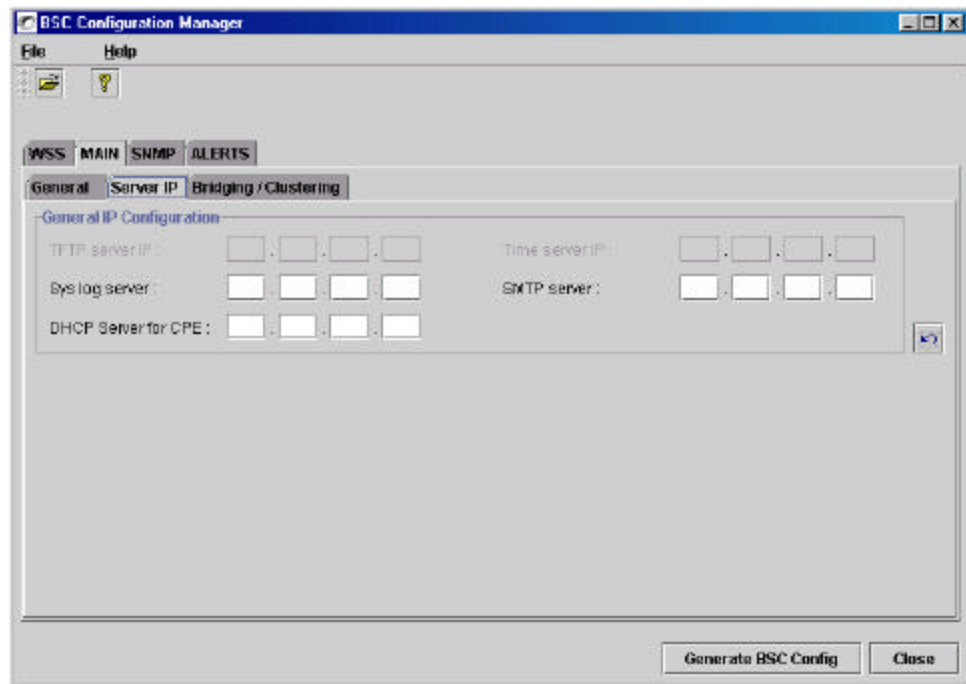 BSC Configuration Manager
File Help
WSS MAIN SNMP ALERTS
General Server IP Bridging / Clustering
General IP Configuration
TFTP server IP : . . . Time server IP : . . .
Sys log server : . . . SMTP server : . . .
DHCP Server for CPE : . . .
Generate BSC Config Close